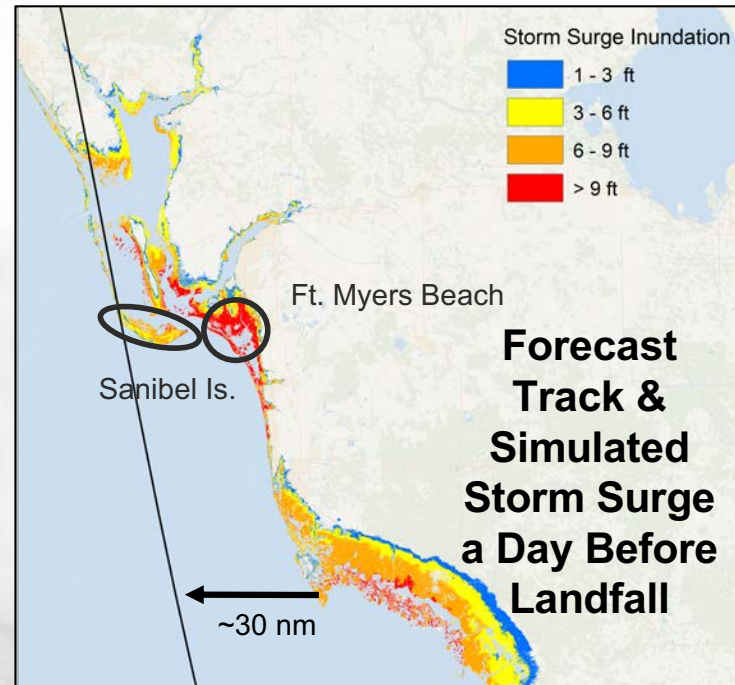 Storm Surge Inundation
1 - 3 ft
3 - 6 ft
6 - 9 ft
> 9 ft
Ft. Myers Beach
Sanibel Is.
Forecast
Track &
Simulated
Storm Surge
a Day Before
Landfall
~30 nm